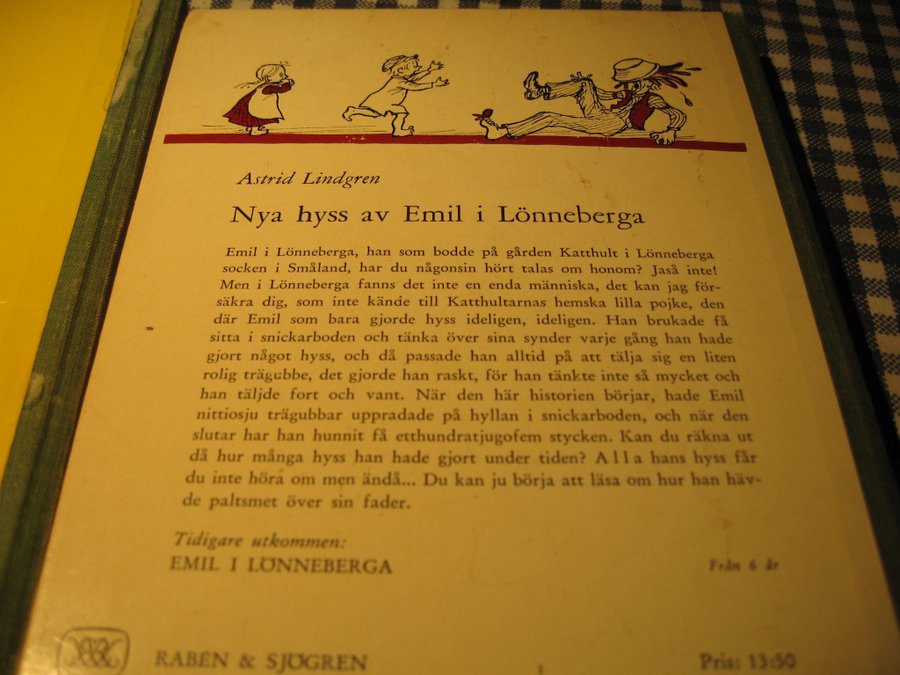 Astrid Lindgren
Nya hyss av Emil i Lönneberga
Emil i Lönneberga, han som bodde på gården Katthult i Lönneberga
socken i Småland, har du någonsin hört talas om honom? Jaså inte!
Men i Lönneberga fanns det inte en enda människa, det kan jag för-
säkra dig, som inte kände till Katthultarnas hemska lilla pojke, den
där Emil som bara gjorde hyss ideligen, ideligen. Han brukade få
sitta i snickarboden och tänka över sina synder varje gång han hade
gjort något hyss, och då passade han alltid på att tälja sig en liten
rolig trägubbe, det gjorde han raskt, för han tänkte inte så mycket och
han täljde fort och vant. När den här historien börjar, hade Emil
nittiosju trägubbar uppradade på hyllan i snickarboden, och när den
slutar har han hunnit få etthundratjugofem stycken. Kan du räkna ut
då hur många hyss han hade gjort under tiden? Alla hans hyss får
du inte höra om men ändå... Du kan ju börja att läsa om hur han häv-
de paltsmet över sin fader.
Tidigare utkommen:
EMIL I LÖNNEBERGA
Från 6 år
RABÉN & SJÖGREN
Pris: 13:50